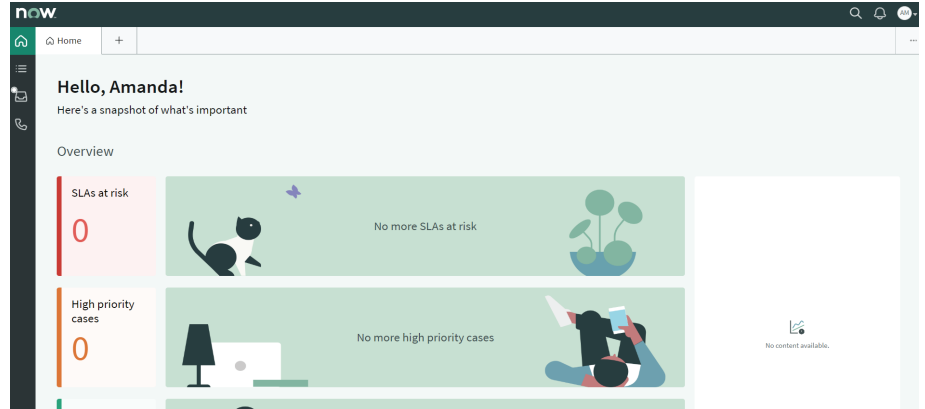 now.
AM
Home
Hello, Amanda!
Here's a snapshot of what's important
Overview
SLAs at risk
0
No more SLAs at risk
High priority
cases
0
No more high priority cases
No content available.